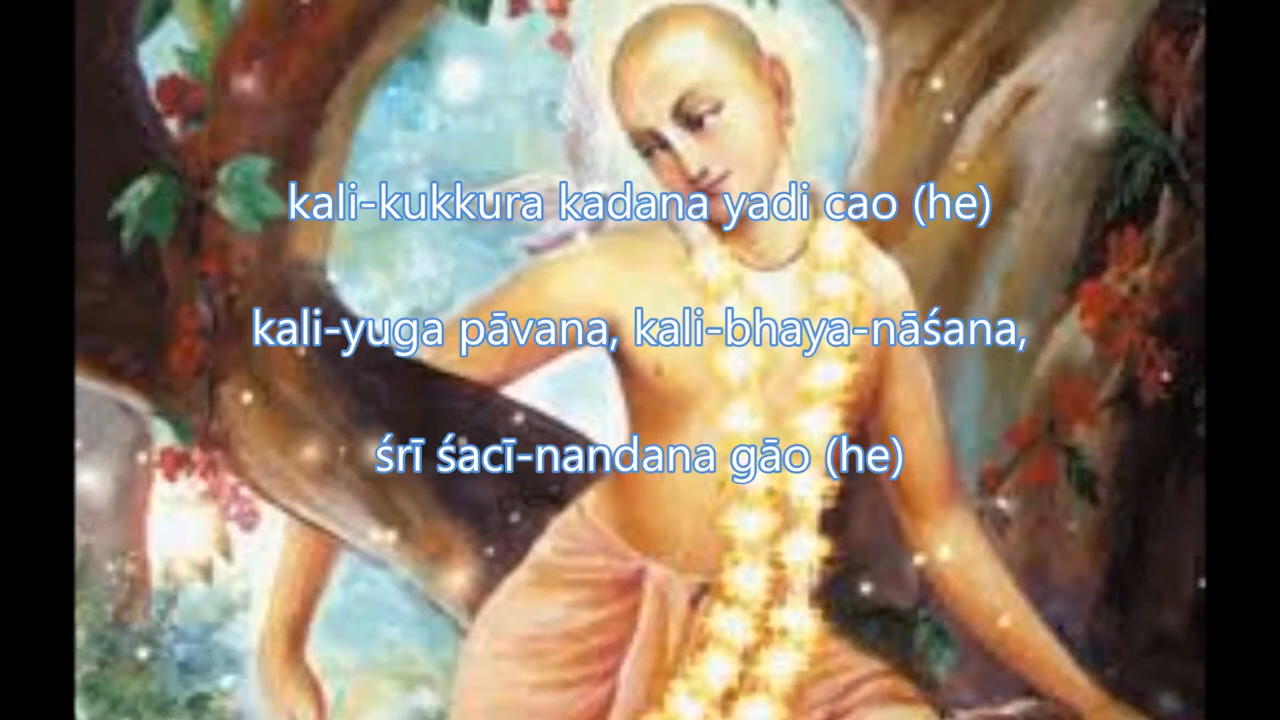 kali-kukkura kadana yadi cao (he)
kali-yuga pāvana, kali-bhaya-nāśana,
śrī śacī-nandana gāo (he)